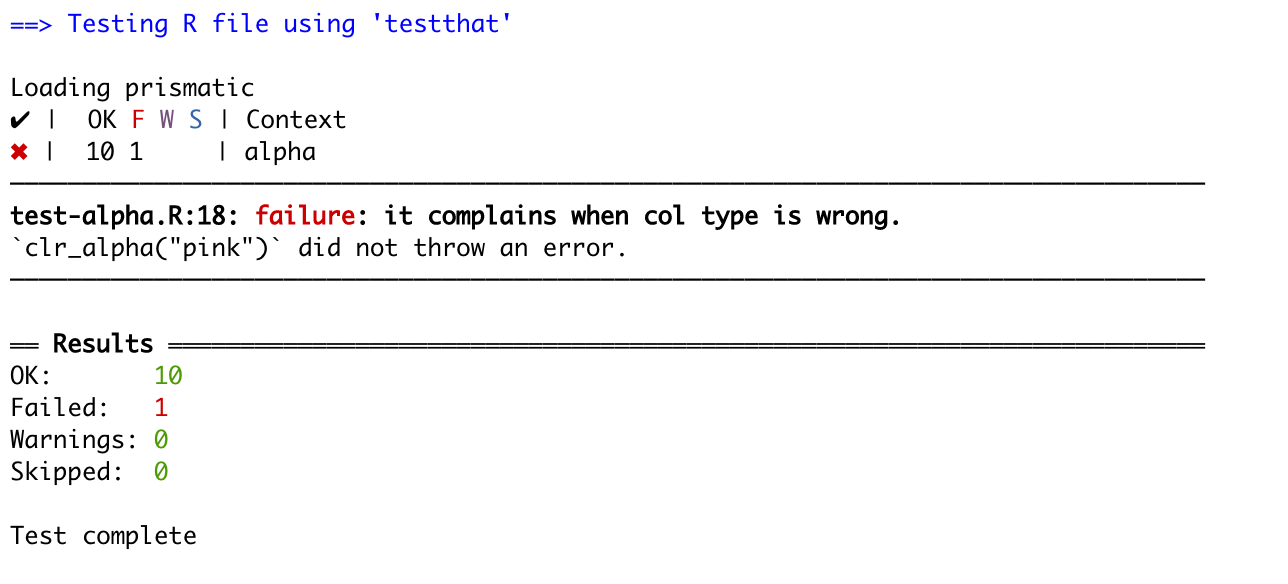 ==> Testing R file using 'testthat'
Loading prismatic
✔ |  OK F W S | Context
✖ |  10 1     | alpha
test-alpha.R:18: failure: it complains when col type is wrong.
`clr_alpha("pink")` did not throw an error.
══ Results ═════════════════════════════════════════════════════════════════════════
OK:       10
Failed:   1
Warnings: 0
Skipped:  0
Test complete